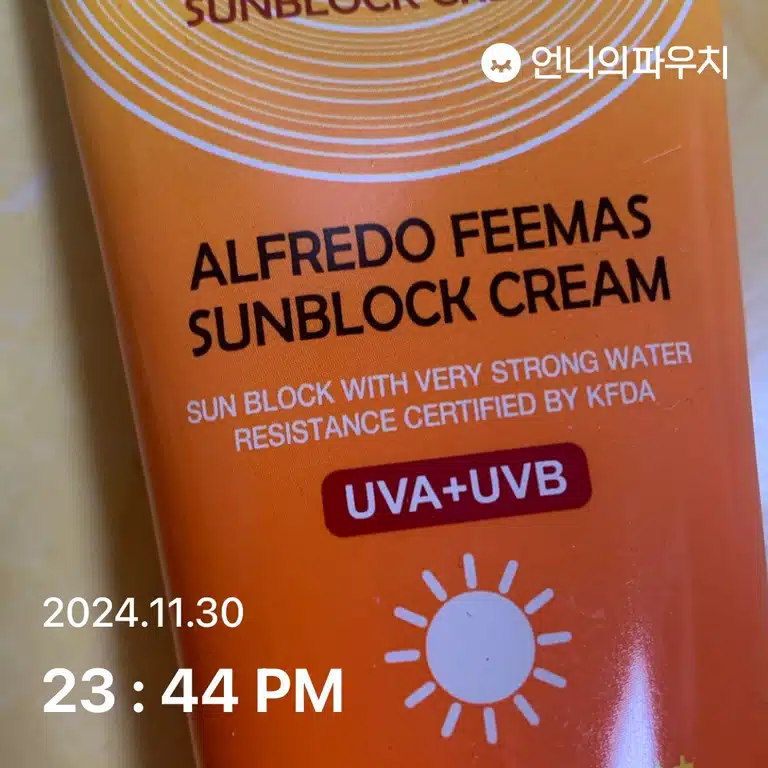 SUNBLOCK
언니의파우치
ALFREDO FEEMAS
SUNBLOCK CREAM
SUN BLOCK WITH VERY STRONG WATER
RESISTANCE CERTIFIED BY KFDA
UVA+UVB
2024.11.30
23 : 44 PM